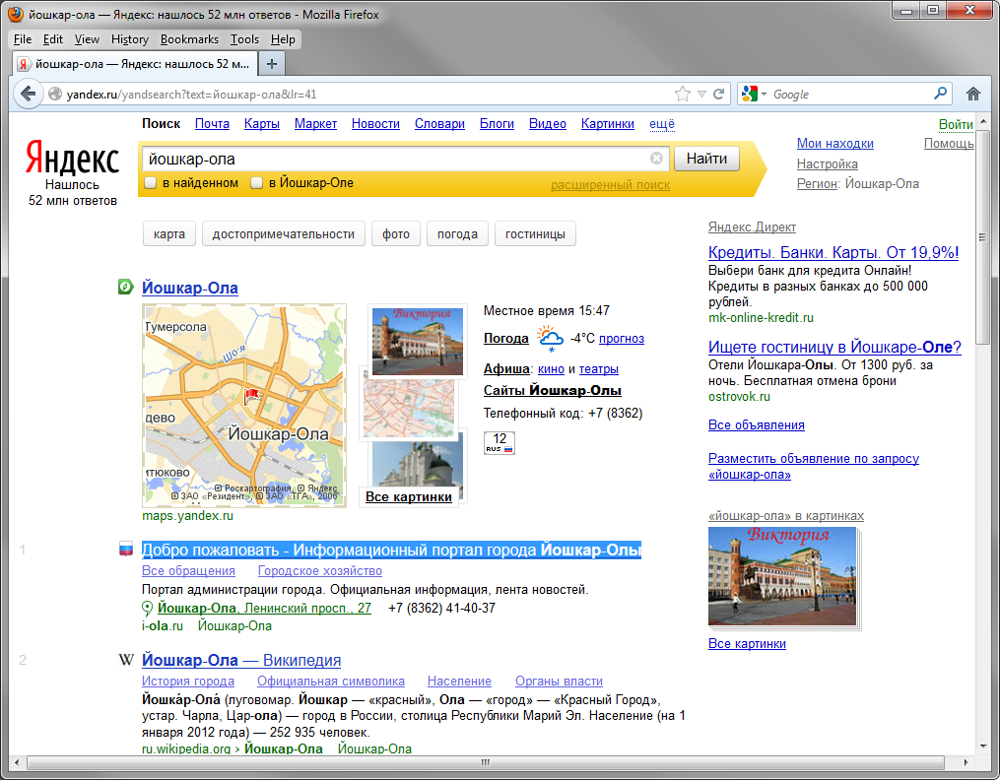 йошкар-ола — Яндекс: нашлось 52 млн ответов - Mozilla Firefox
File Edit View History Bookmarks Tools Help
йошкар-ола — Яндекс: нашлось 52 м...
yandex.ru/yandsearch?text=йошкар-ола&lr=41
Google
Поиск Почта Карты Маркет Новости Словари Блоги Видео Картинки ещё
Войти
Яндекс
Нашлось
52 млн ответов
йошкар-ола
Найти
в найденном в Йошкар-Оле расширенный поиск
Мои находки Помощь
Настройка
Регион: Йошкар-Ола
карта достопримечательности фото погода гостиницы
Йошкар-Ола
Тумерсола
Шоя
дево
Йошкар-Ола
итюково
© Роскартография, © Яндекс
© ЗАО «Резидент», © ЗАО «ТГА», 2006
maps.yandex.ru
Виктория
Все картинки
Местное время 15:47
Погода -4°C прогноз
Афиша: кино и театры
Сайты Йошкар-Олы
Телефонный код: +7 (8362)
12
RUS
1
Добро пожаловать - Информационный портал города Йошкар-Олы
Все обращения Городское хозяйство
Портал администрации города. Официальная информация, лента новостей.
Йошкар-Ола, Ленинский просп., 27 +7 (8362) 41-40-37
i-ola.ru Йошкар-Ола
2
W Йошкар-Ола — Википедия
История города Официальная символика Население Органы власти
Йошка́р-Ола́ (луговомар. Йошкар — «красный», Ола — «город» — «Красный Город»,
устар. Чарла, Цар-ола) — город в России, столица Республики Марий Эл. Население (на 1
января 2012 года) — 252 935 человек.
ru.wikipedia.org › Йошкар-Ола Йошкар-Ола
Яндекс.Директ
Кредиты. Банки. Карты. От 19,9%!
Выбери банк для кредита Онлайн!
Кредиты в разных банках до 500 000
рублей.
mk-online-kredit.ru
Ищете гостиницу в Йошкаре-Оле?
Отели Йошкара-Олы. От 1300 руб. за
ночь. Бесплатная отмена брони
ostrovok.ru
Все объявления
Разместить объявление по запросу
«йошкар-ола»
«йошкар-ола» в картинках
Виктория
Все картинки